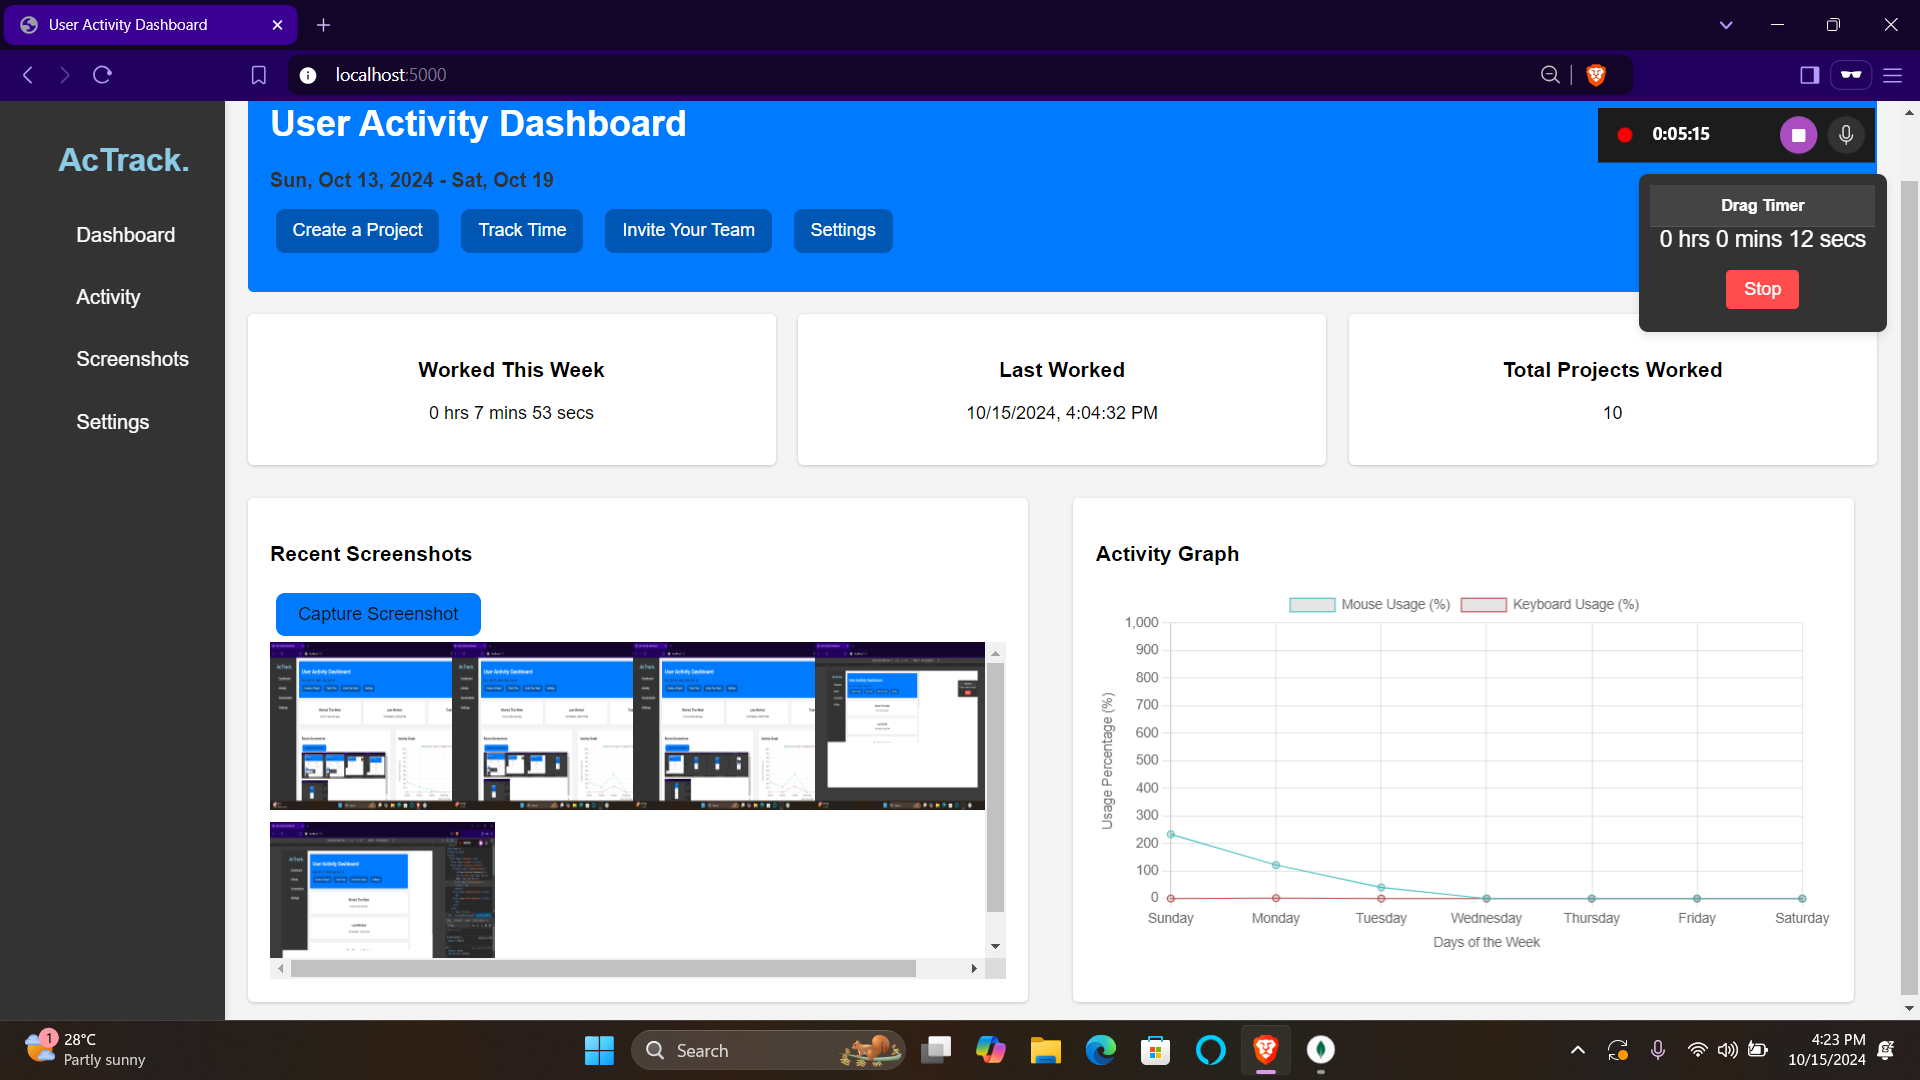 User Activity Dashboard
localhost:5000
AcTrack.
Dashboard
Activity
Screenshots
Settings
User Activity Dashboard
Sun, Oct 13, 2024 - Sat, Oct 19
Create a Project
Track Time
Invite Your Team
Settings
0:05:15
Drag Timer
0 hrs 0 mins 12 secs
Stop
Worked This Week
0 hrs 7 mins 53 secs
Last Worked
10/15/2024, 4:04:32 PM
Total Projects Worked
10
Recent Screenshots
Capture Screenshot
Activity Graph
Mouse Usage (%)
Keyboard Usage (%)
Usage Percentage (%)
1,000
900
800
700
600
500
400
300
200
100
0
Sunday
Monday
Tuesday
Wednesday
Thursday
Friday
Saturday
Days of the Week
1
28°C
Partly sunny
Search
4:23 PM
10/15/2024